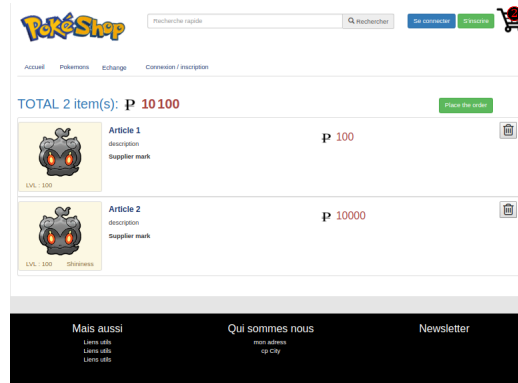 PokéShop
Recherche rapide
Rechercher
Se connecter
S'inscrire
Accueil Pokemons Echange Connexion / inscription
TOTAL 2 item(s): ₽ 10 100
Place the order
Article 1
description
Supplier mark
₽ 100
LVL : 100
Article 2
description
Supplier mark
₽ 10000
LVL : 100 Shininess
Mais aussi
Liens utils
Liens utils
Liens utils
Qui sommes nous
mon adress
cp City
Newsletter